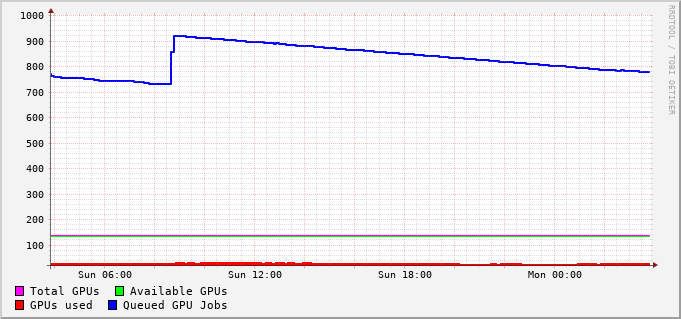 1000
900
800
700
600
500
400
300
200
100
Sun 06:00 Sun 12:00 Sun 18:00 Mon 00:00
Total GPUs Available GPUs
GPUs used Queued GPU Jobs
RRDTOOL / TOBI OETIKER